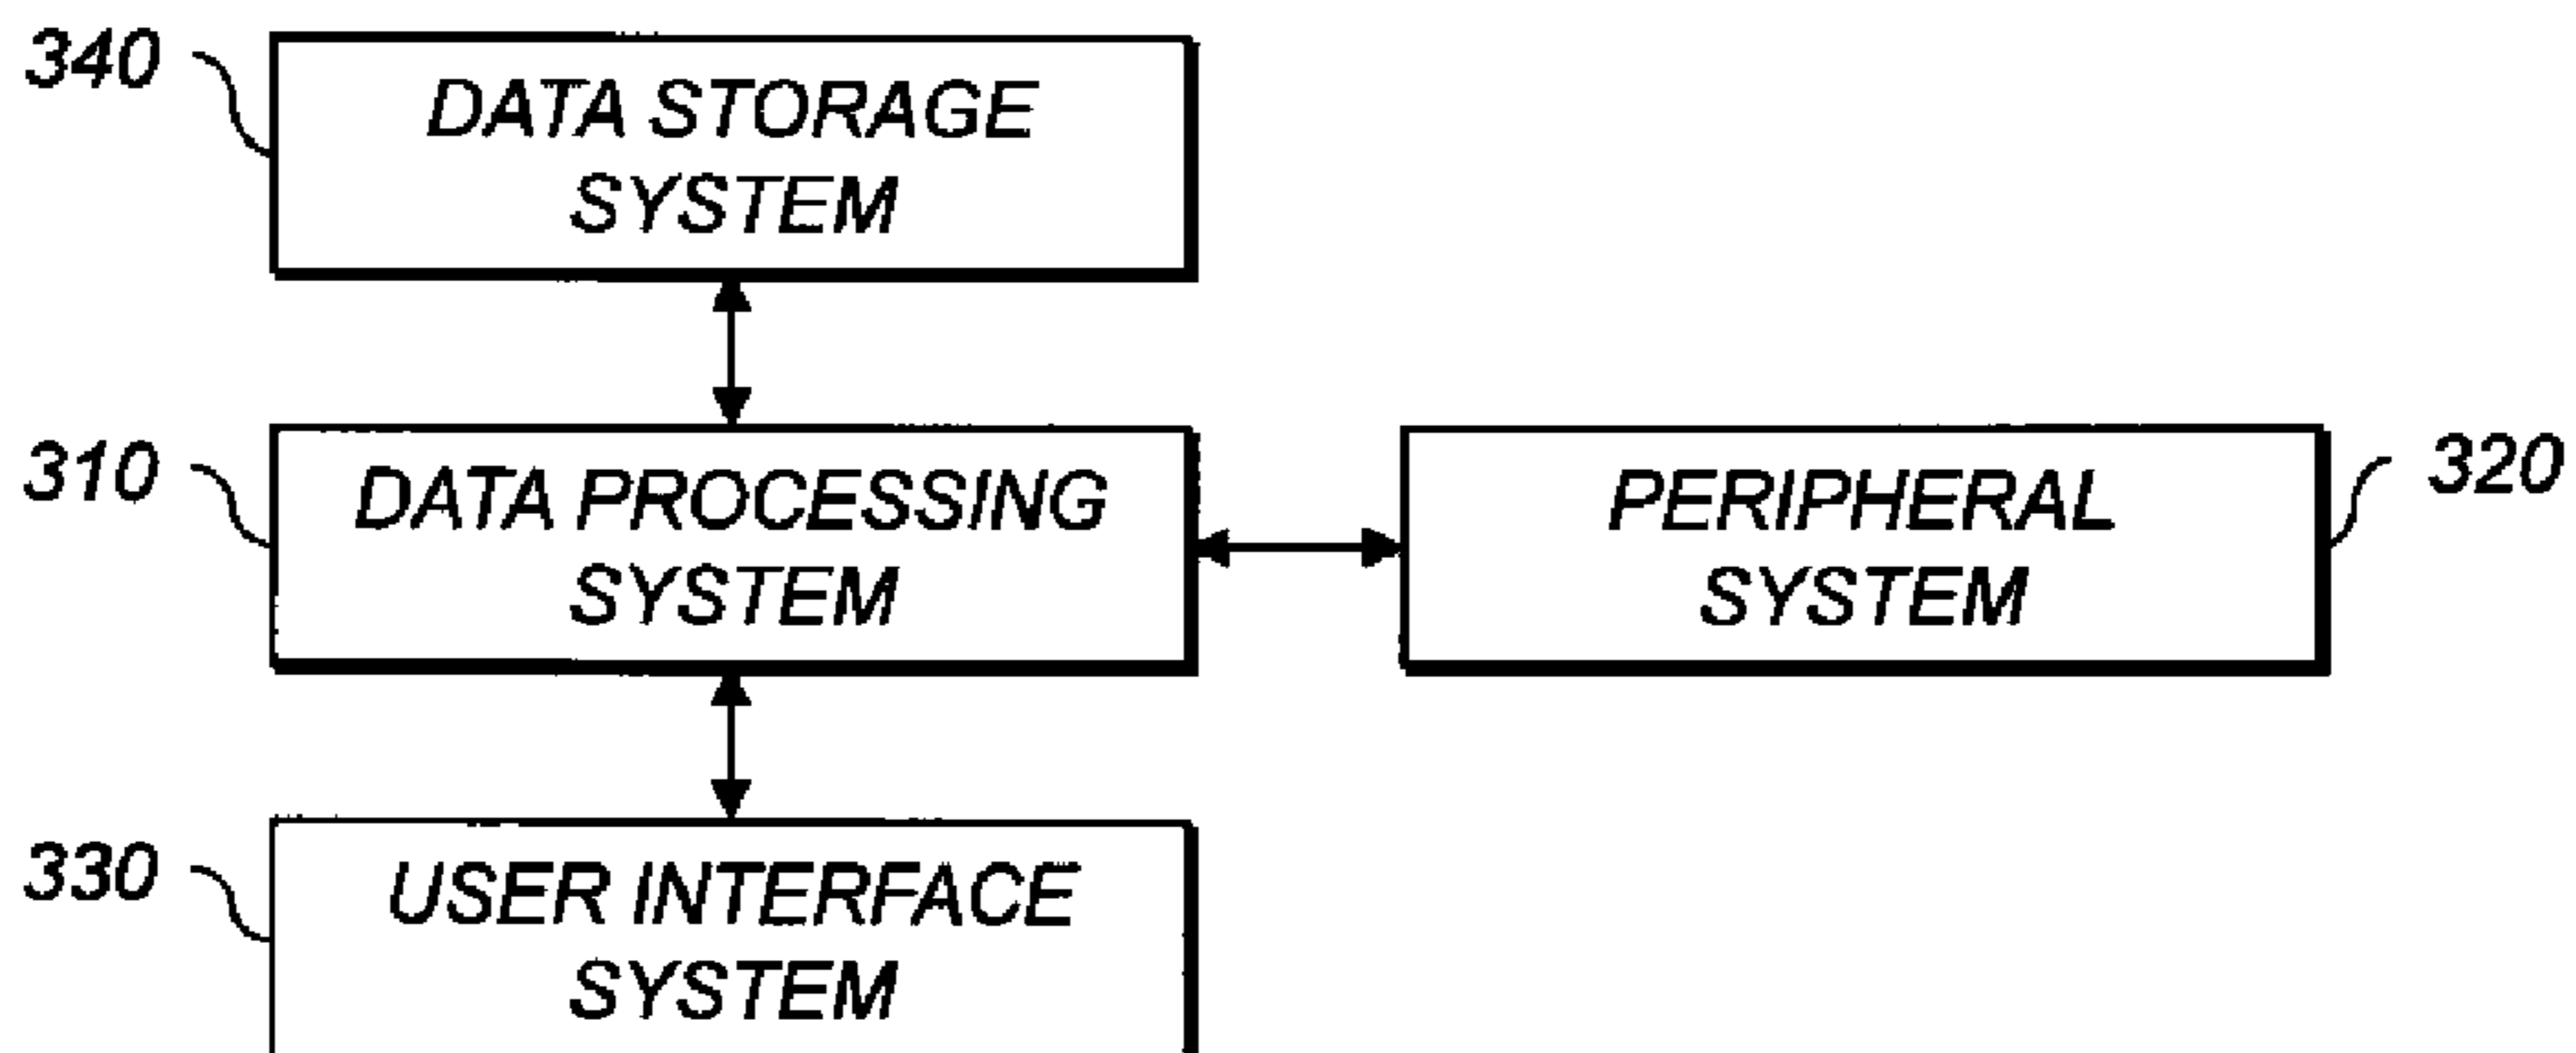 340
DATA STORAGE
SYSTEM
310
DATA PROCESSING
SYSTEM
PERIPHERAL
SYSTEM
320
330
USER INTERFACE
SYSTEM